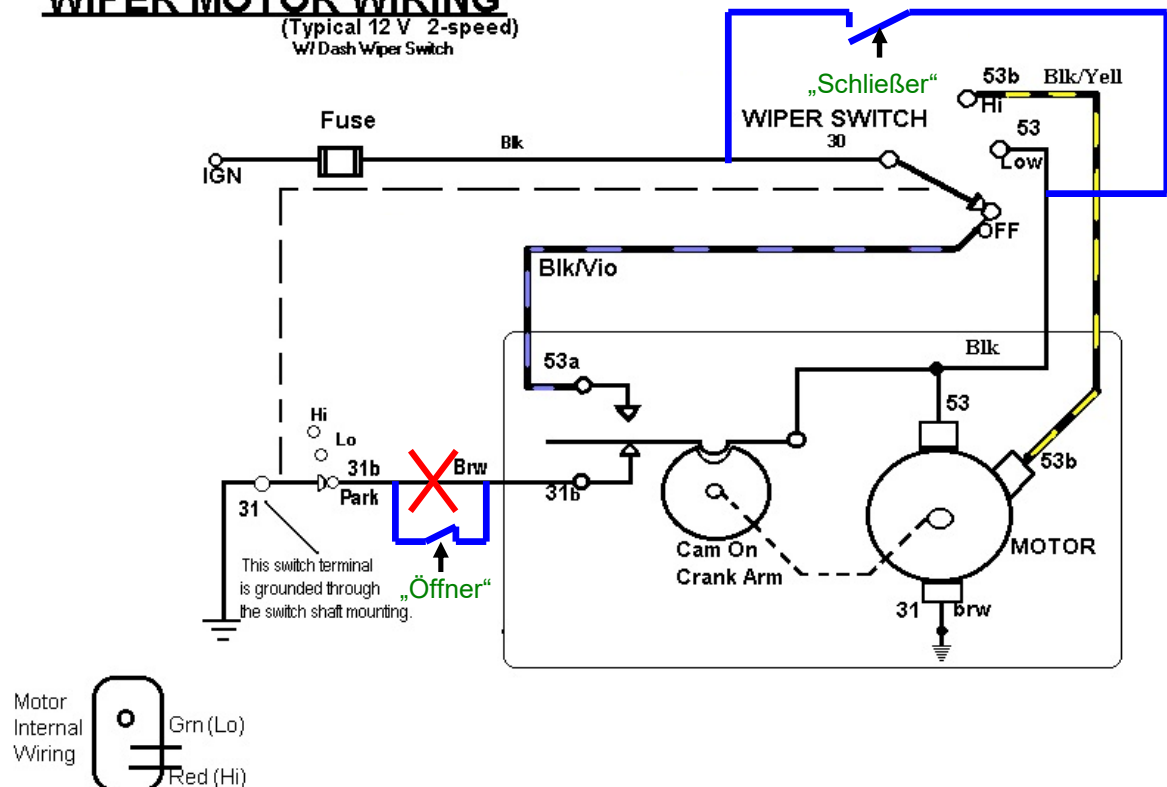 WIPER MOTOR WIRING
(Typical 12 V 2-speed)
W/ Dash Wiper Switch
„Schließer“
53b
Blk/Yell
Hi
WIPER SWITCH
Fuse
Blk
30
53
Low
IGN
OFF
Blk/Vio
53a
Blk
53
Hi
Lo
31b
Brw
Park
31
31b
53b
This switch terminal
is grounded through
the switch shaft mounting.
„Öffner“
Cam On
Crank Arm
MOTOR
31
brw
Motor
Internal
Wiring
Grn (Lo)
Red (Hi)